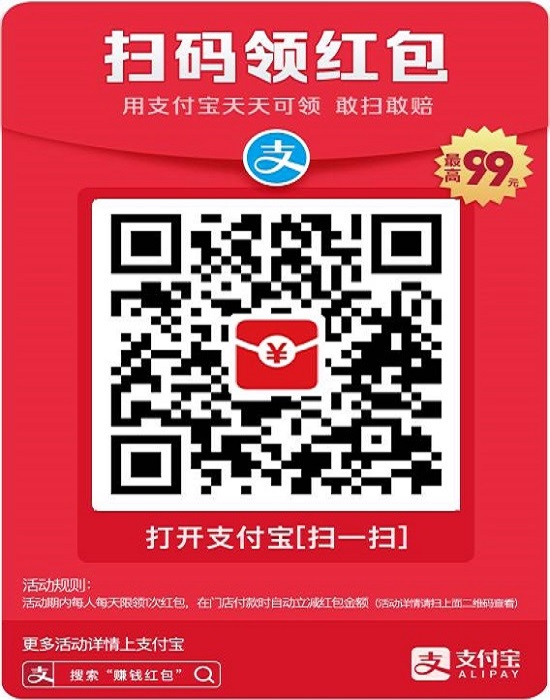 扫码领红包
用支付宝天天可领 敢扫敢赔
支
最高 99元
¥
打开支付宝[扫一扫]
活动规则:
活动期内每人每天限领1次红包，在门店付款时自动立减红包金额（活动详情请扫上面二维码查看）
更多活动详情上支付宝
支 搜索“赚钱红包”
支 支付宝
ALIPAY